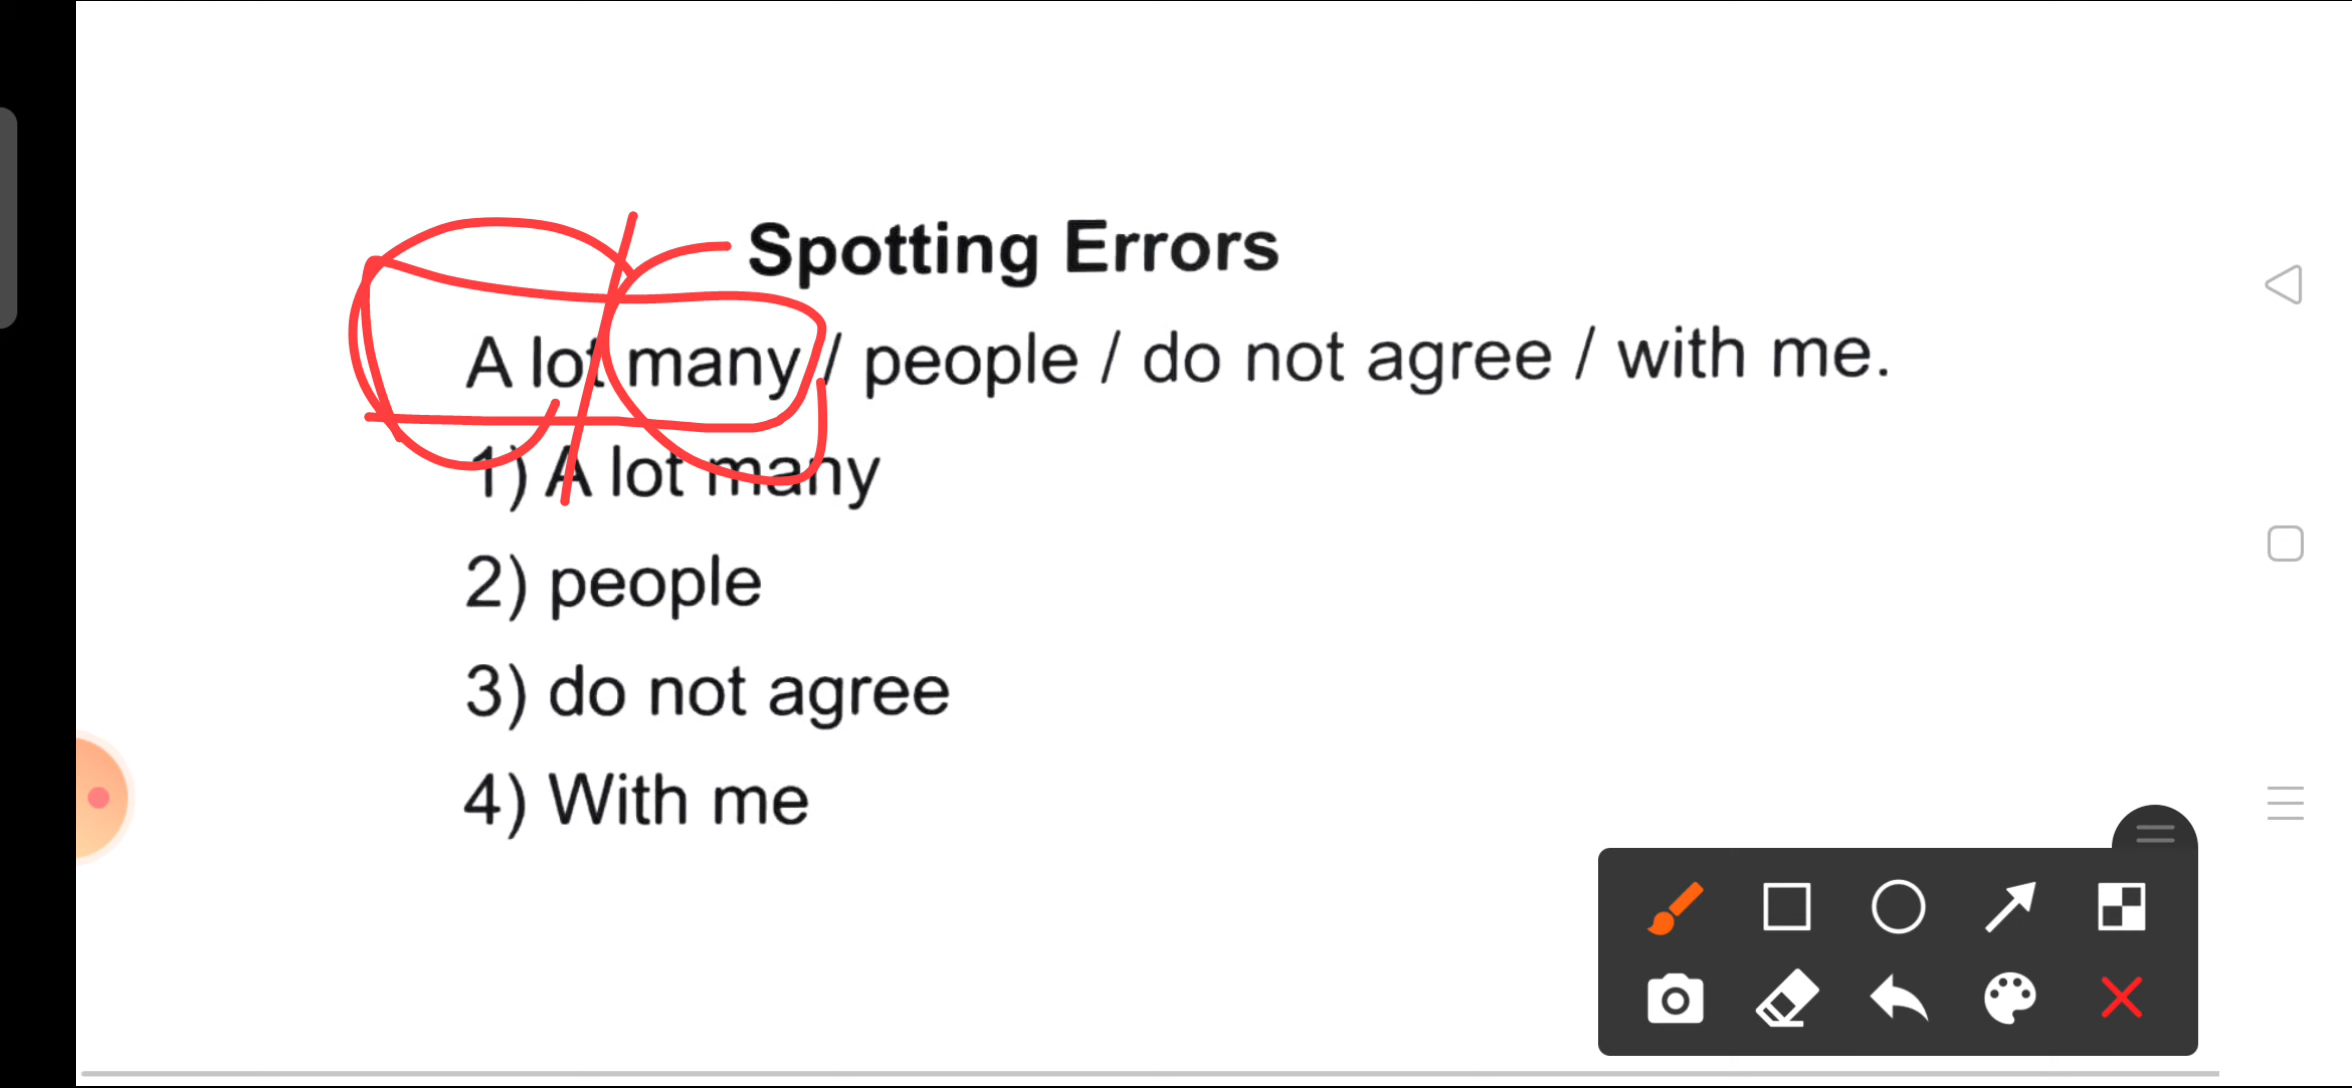 Spotting Errors
A lot many / people / do not agree / with me.
1) A lot many
2) people
3) do not agree
4) With me